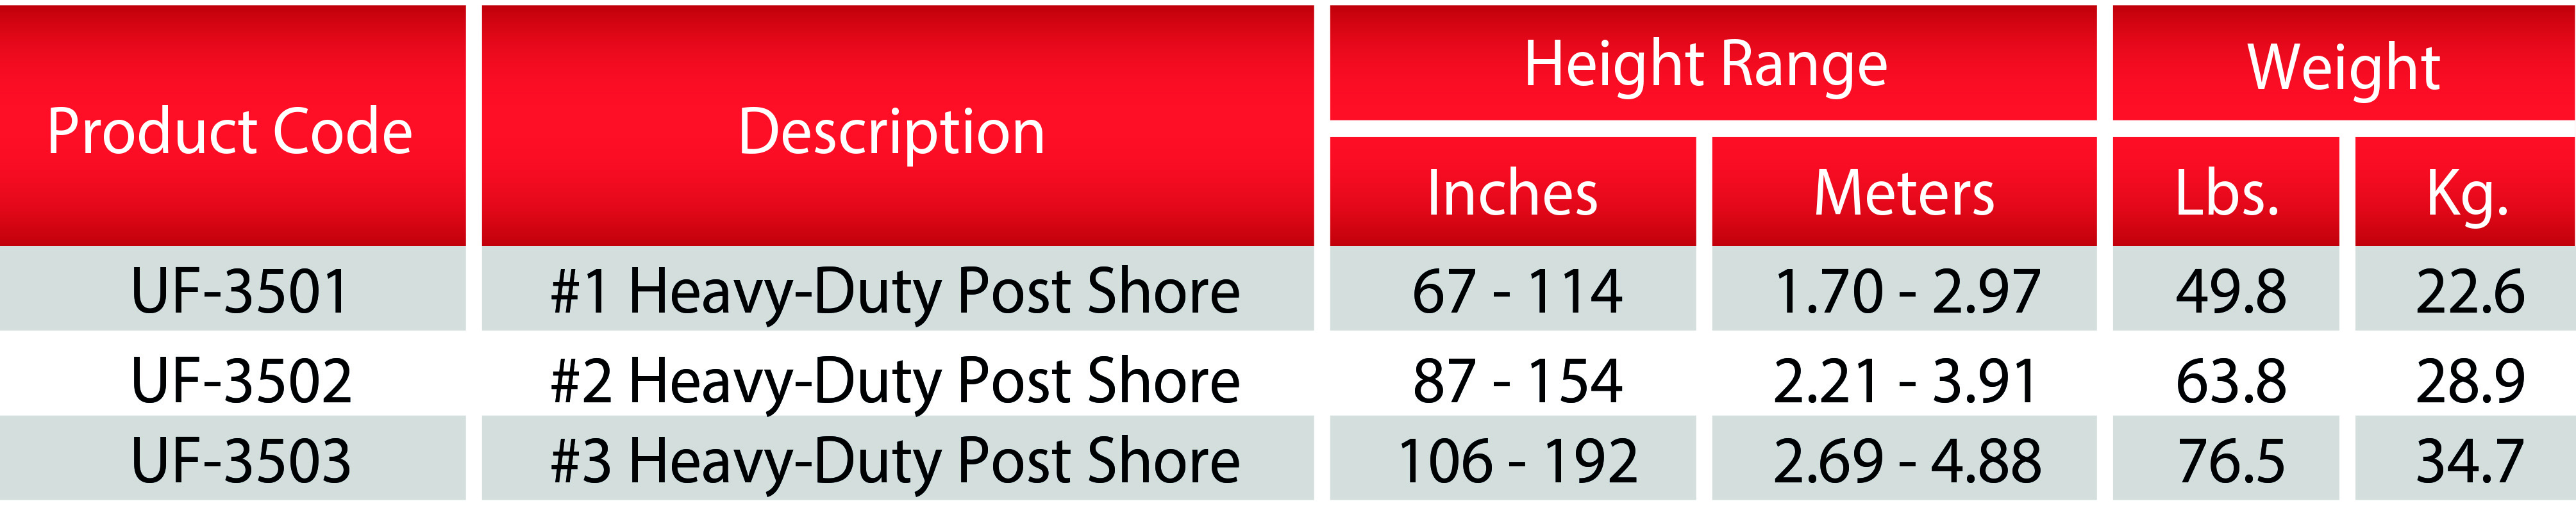 Product Code Description Height Range Weight
Inches Meters Lbs. Kg.
UF-3501 #1 Heavy-Duty Post Shore 67 - 114 1.70 - 2.97 49.8 22.6
UF-3502 #2 Heavy-Duty Post Shore 87 - 154 2.21 - 3.91 63.8 28.9
UF-3503 #3 Heavy-Duty Post Shore 106 - 192 2.69 - 4.88 76.5 34.7